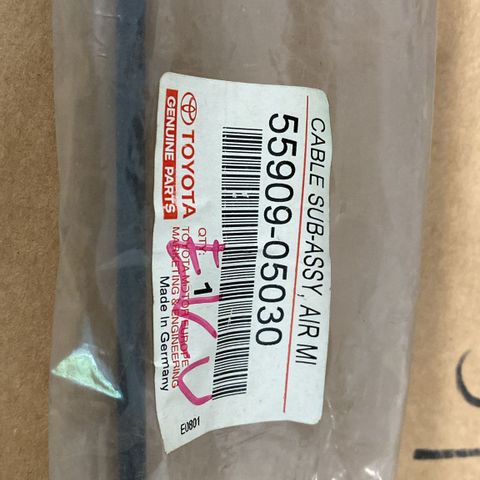 CABLE SUB-ASSY, AIR MI
55909-05030
TOYOTA
GENUINE PARTS
QTY:
1
TOYOTA MOTOR EUROPE
MARKETING & ENGINEERING
Made In Germany
E0801